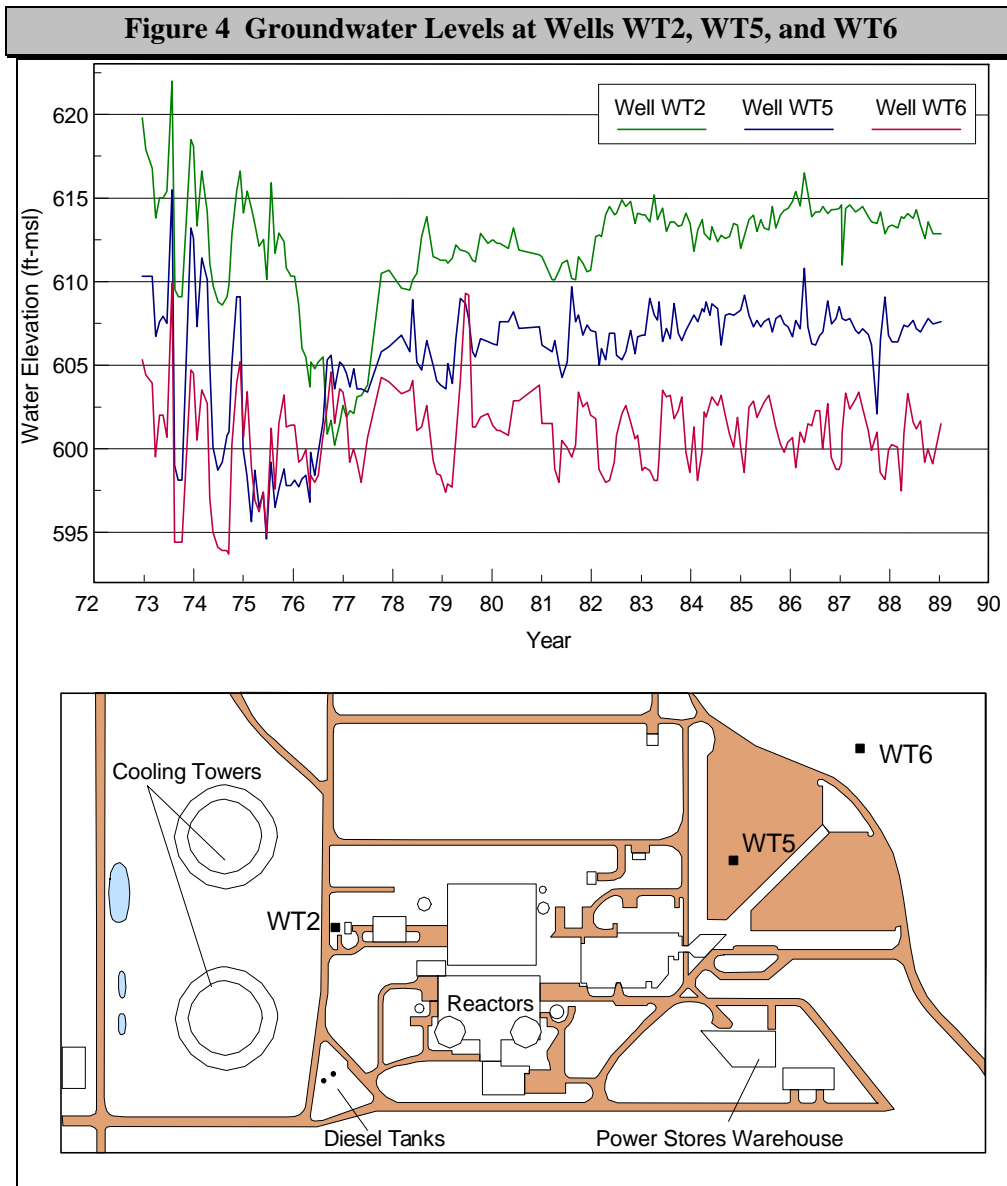 Figure 4 Groundwater Levels at Wells WT2, WT5, and WT6
Well WT2 Well WT5 Well WT6
620
615
610
605
600
595
Water Elevation (ft-msl)
72 73 74 75 76 77 78 79 80 81 82 83 84 85 86 87 88 89 90
Year
WT6
Cooling Towers
WT5
WT2
Reactors
Diesel Tanks
Power Stores Warehouse